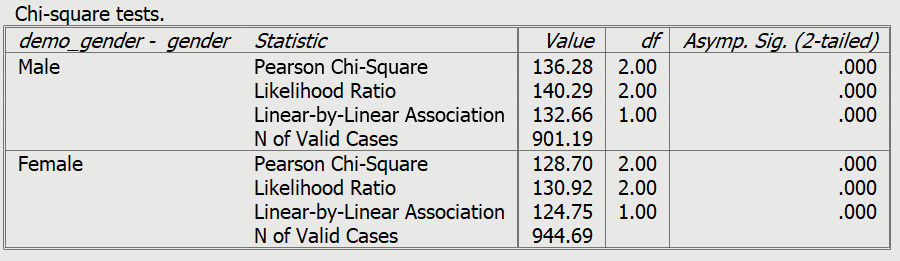 Chi-square tests.
demo_gender - gender Statistic Value df Asymp. Sig. (2-tailed)
Male Pearson Chi-Square 136.28 2.00 .000
Likelihood Ratio 140.29 2.00 .000
Linear-by-Linear Association 132.66 1.00 .000
N of Valid Cases 901.19
Female Pearson Chi-Square 128.70 2.00 .000
Likelihood Ratio 130.92 2.00 .000
Linear-by-Linear Association 124.75 1.00 .000
N of Valid Cases 944.69